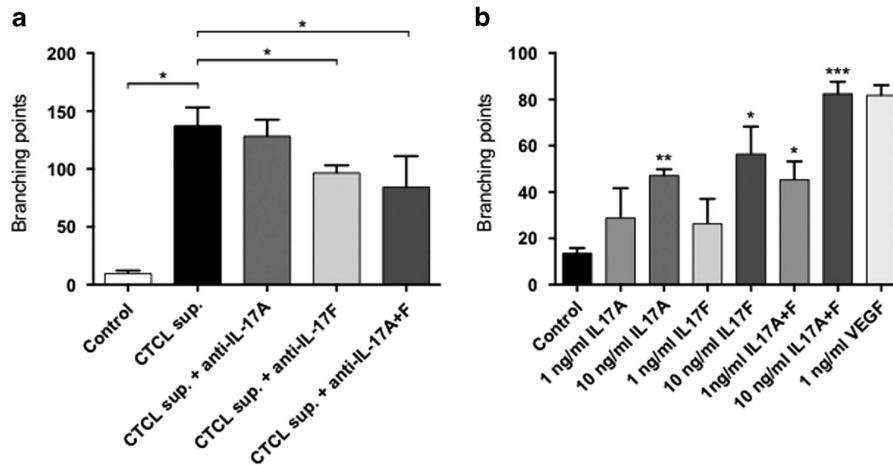 a
*
*
*
200
150
100
50
0
Branching points
Control
CTCL sup.
CTCL sup. + anti-IL-17A
CTCL sup. + anti-IL-17F
CTCL sup. + anti-IL-17A+F
b
100
80
60
40
20
0
Branching points
**
*
*
***
Control
1 ng/ml IL17A
10 ng/ml IL17A
1 ng/ml IL17F
10 ng/ml IL17F
1ng/ml IL17A+F
10 ng/ml IL17A+F
1 ng/ml VEGF